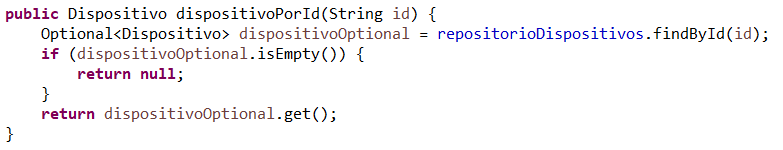 public Dispositivo dispositivoPorId(String id) {
    Optional<Dispositivo> dispositivoOptional = repositorioDispositivos.findById(id);
    if (dispositivoOptional.isEmpty()) {
        return null;
    }
    return dispositivoOptional.get();
}